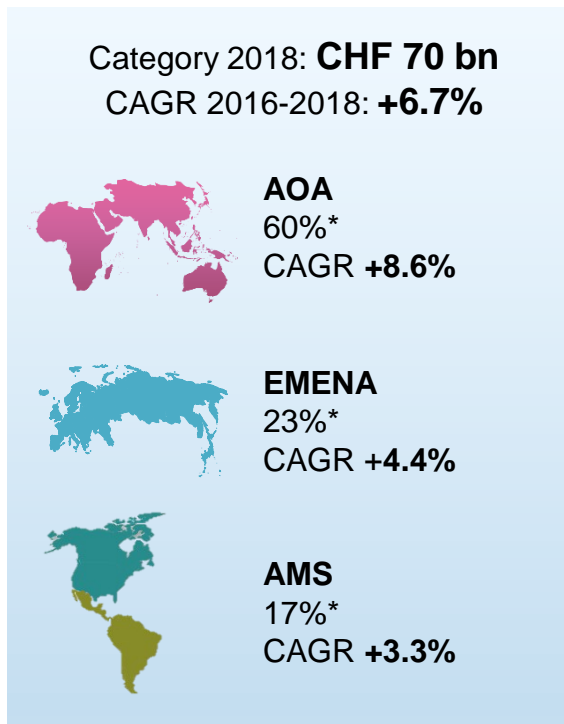 Category 2018: CHF 70 bn
CAGR 2016-2018: +6.7%
AOA
60%*
CAGR +8.6%
EMENA
23%*
CAGR +4.4%
AMS
17%*
CAGR +3.3%